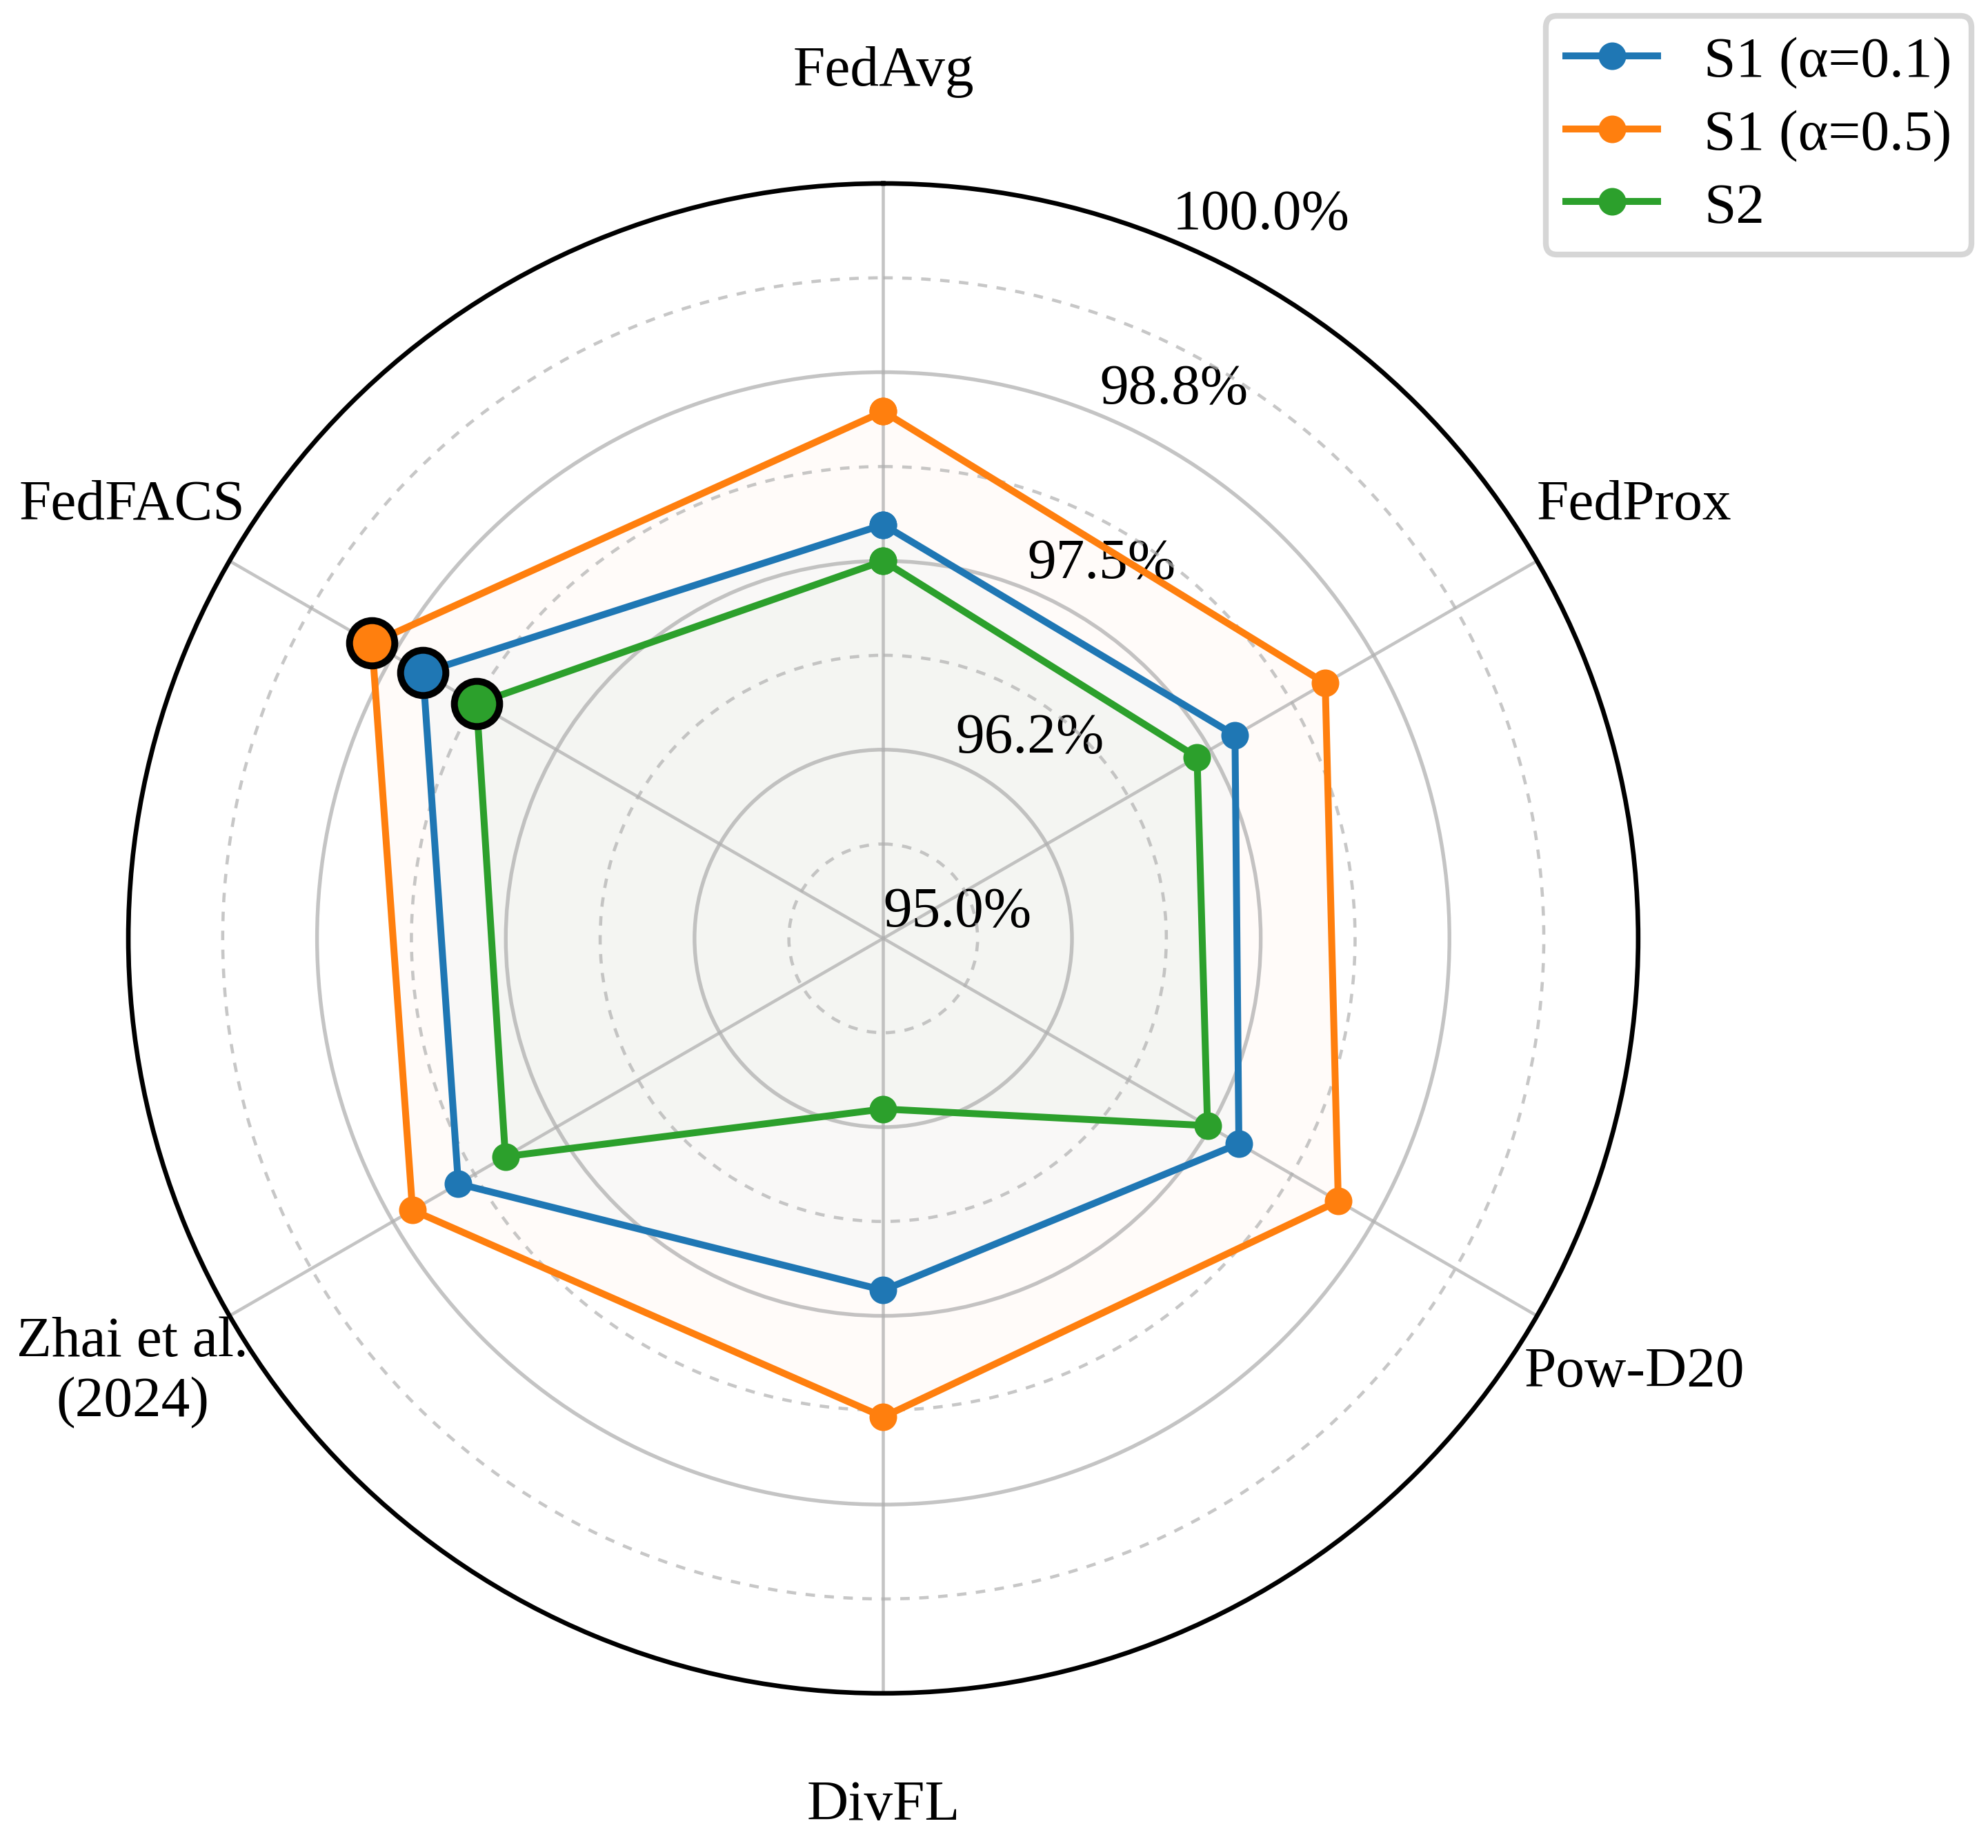 FedAvg
S1 (α=0.1)
S1 (α=0.5)
S2
100.0%
98.8%
97.5%
96.2%
95.0%
FedFACS
FedProx
Zhai et al.
(2024)
Pow-D20
DivFL